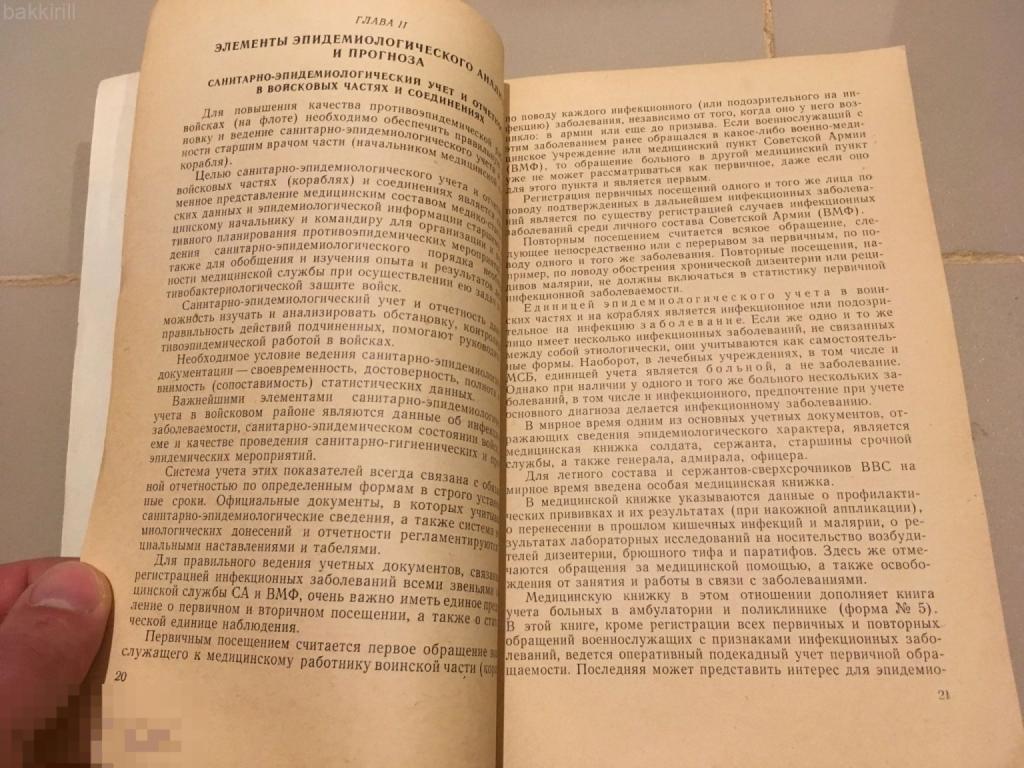 bakkirill
ГЛАВА II
ЭЛЕМЕНТЫ ЭПИДЕМИОЛОГИЧЕСКОГО
И ПРОГНОЗА
САНИТАРНО-ЭПИДЕМИОЛОГИЧЕСКИЙ УЧЕТ И
В ВОЙСКОВЫХ ЧАСТЯХ И СОЕДИНЕНИЯХ
Для повышения качества противоэпидемической
войсках (на флоте) необходимо обеспечить
новку и ведение санитарно-эпидемиологического учета
ности старшим врачом части (начальником медицинской
корабля).
Целью санитарно-эпидемиологического учета и
войсковых частях (кораблях) и соединениях является
менное представление медицинским составом
ских данных и эпидемиологической информации
цинскому начальнику и командиру для организации и
тивного планирования противоэпидемических
дения санитарно-эпидемиологического порядка
также для обобщения и изучения опыта и результатов
ности медицинской службы при осуществлении ею
тивобактериологической защите войск.
Санитарно-эпидемиологический учет и отчетность
можность изучать и анализировать обстановку,
правильность действий подчиненных, помогают
тивоэпидемической работой в войсках.
Необходимое условие ведения
документации — своевременность, достоверность, полнота
внимость (сопоставимость) статистических данных.
Важнейшими элементами
учета в войсковом районе являются данные об
заболеваемости, санитарно-эпидемическом состоянии
еме и качестве проведения санитарно-гигиенических и
эпидемических мероприятий.
Система учета этих показателей всегда связана с
ной отчетностью по определенным формам в строго
ные сроки. Официальные документы, в которых
санитарно-эпидемиологические сведения, а также система
миологических донесений и отчетности регламентируются
циальными наставлениями и табелями.
Для правильного ведения учетных документов,
регистрацией инфекционных заболеваний всеми звеньями
цинской службы СА и ВМФ, очень важно иметь единое
ление о первичном и вторичном посещении, а также о
ческой единице наблюдения.
Первичным посещением считается первое обращение
служащего к медицинскому работнику воинской части
20
по поводу каждого инфекционного (или подозрительного на ин-
фекцию) заболевания, независимо от того, когда оно у него воз-
никло: в армии или еще до призыва. Если военнослужащий с
этим заболеванием ранее обращался в какое-либо военно-меди-
цинское учреждение или медицинский пункт Советской Армии
(ВМФ), то обращение больного в другой медицинский пункт
уже не может рассматриваться как первичное, даже если оно
для этого пункта и является первым.
Регистрация первичных посещений одного и того же лица по
поводу подтвержденных в дальнейшем инфекционных заболева-
ний является по существу регистрацией случаев инфекционных
заболеваний среди личного состава Советской Армии (ВМФ).
Повторным посещением считается всякое обращение, сле-
дующее непосредственно или с перерывом за первичным, по по-
воду одного и того же заболевания. Повторные посещения, на-
пример, по поводу обострения хронической дизентерии или реци-
дивов малярии, не должны включаться в статистику первичной
инфекционной заболеваемости.
Единицей эпидемиологического учета в воин-
ских частях и на кораблях является инфекционное или подозри-
тельное на инфекцию заболевание. Если же одно и то же
лицо имеет несколько инфекционных заболеваний, не связанных
между собой этиологически, они учитываются как самостоятель-
ные формы. Наоборот, в лечебных учреждениях, в том числе и
МСБ, единицей учета является больной, а не заболевание.
Однако при наличии у одного и того же больного нескольких за-
болеваний, в том числе и инфекционного, предпочтение при учете
основного диагноза делается инфекционному заболеванию.
В мирное время одним из основных учетных документов, от-
ражающих сведения эпидемиологического характера, является
медицинская книжка солдата, сержанта, старшины срочной
службы, а также генерала, адмирала, офицера.
Для летного состава и сержантов-сверхсрочников ВВС на
мирное время введена особая медицинская книжка.
В медицинской книжке указываются данные о профилакти-
ческих прививках и их результатах (при накожной аппликации),
о перенесении в прошлом кишечных инфекций и малярии, о ре-
зультатах лабораторных исследований на носительство возбуди-
телей дизентерии, брюшного тифа и паратифов. Здесь же отме-
чаются обращения за медицинской помощью, а также освобо-
ждения от занятия и работы в связи с заболеваниями.
Медицинскую книжку в этом отношении дополняет книга
учета больных в амбулатории и поликлинике (форма № 5).
В этой книге, кроме регистрации всех первичных и повторных
обращений военнослужащих с признаками инфекционных забо-
леваний, ведется оперативный подекадный учет первичной обра-
щаемости. Последняя может представить интерес для эпидемио-
21